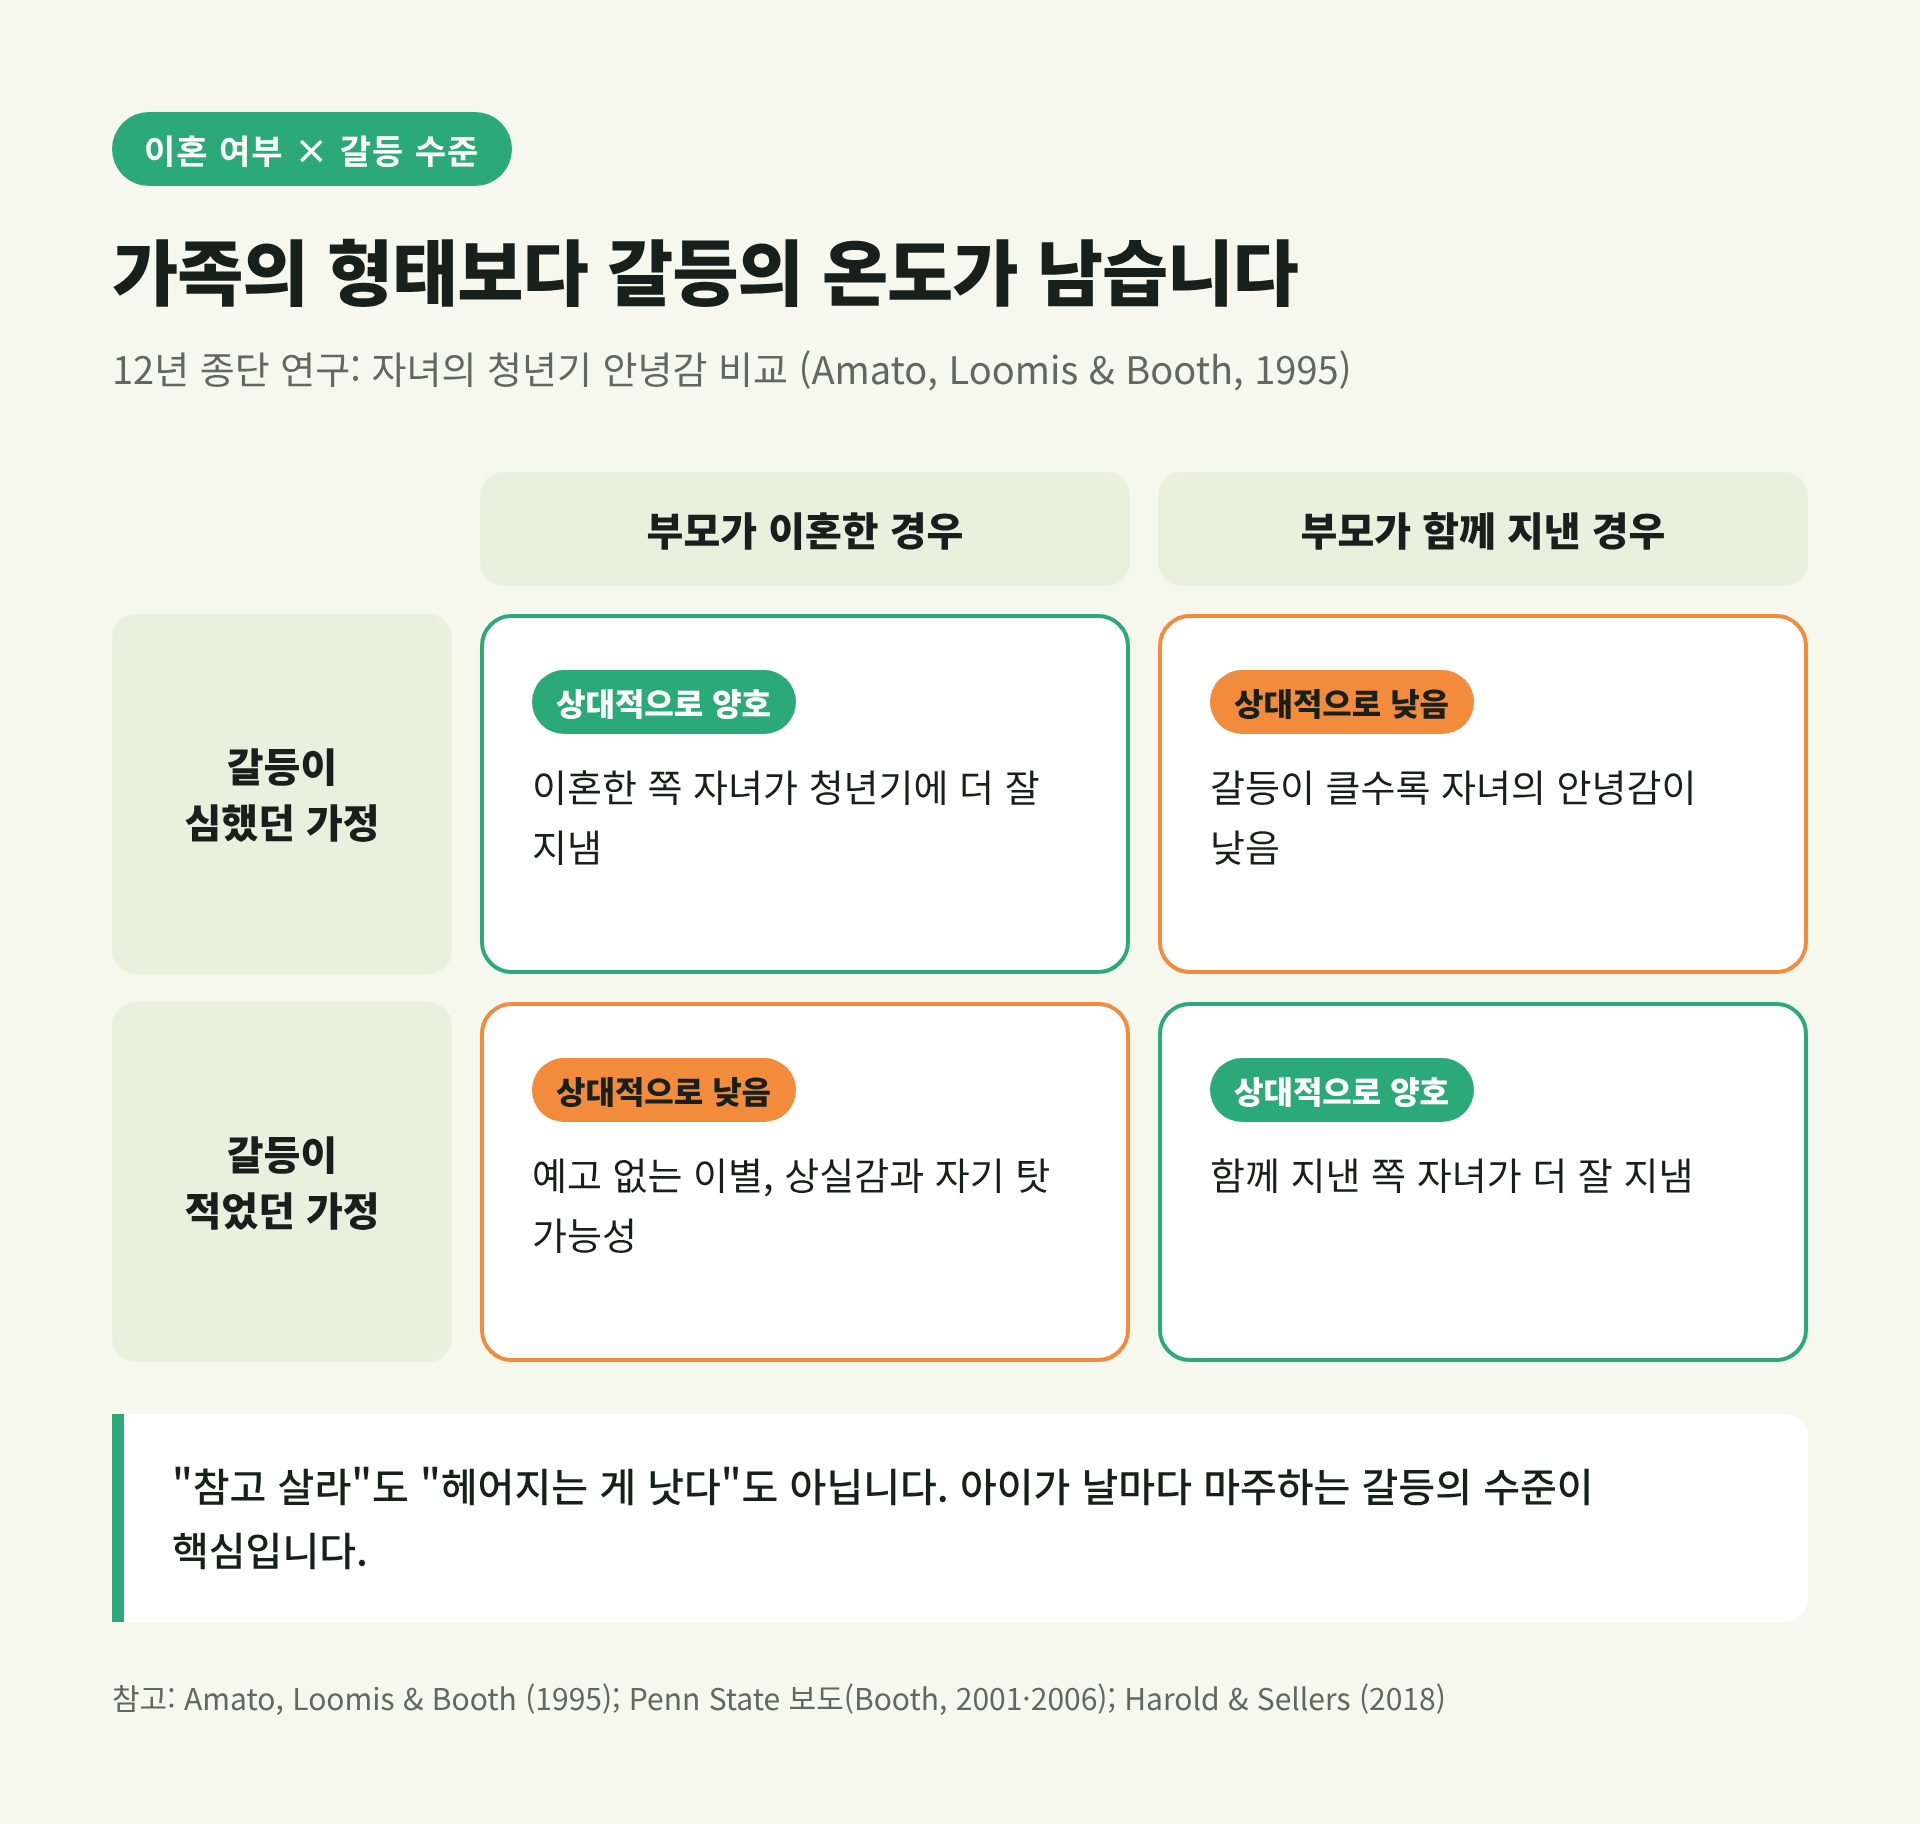 이혼 여부 × 갈등 수준
가족의 형태보다 갈등의 온도가 남습니다
12년 종단 연구: 자녀의 청년기 안녕감 비교 (Amato, Loomis & Booth, 1995)
부모가 이혼한 경우
부모가 함께 지낸 경우
갈등이
심했던 가정
상대적으로 양호
이혼한 쪽 자녀가 청년기에 더 잘
지냄
상대적으로 낮음
갈등이 클수록 자녀의 안녕감이
낮음
갈등이
적었던 가정
상대적으로 낮음
예고 없는 이별, 상실감과 자기 탓
가능성
상대적으로 양호
함께 지낸 쪽 자녀가 더 잘 지냄
"참고 살라"도 "헤어지는 게 낫다"도 아닙니다. 아이가 날마다 마주하는 갈등의 수준이
핵심입니다.
참고: Amato, Loomis & Booth (1995); Penn State 보도(Booth, 2001·2006); Harold & Sellers (2018)